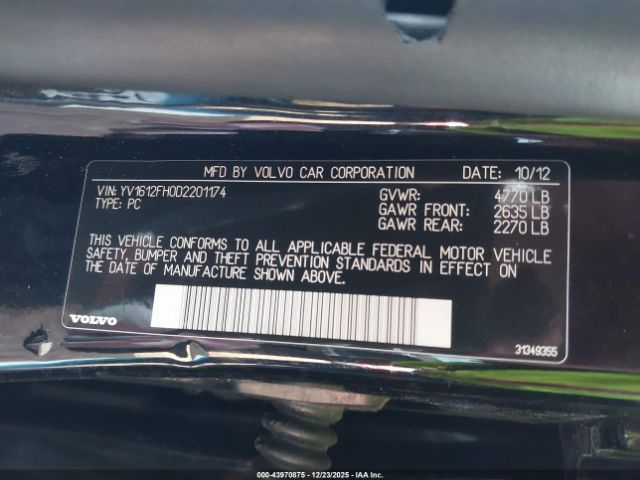 MFD BY VOLVO CAR CORPORATION DATE: 10/12
VIN: YV1612FH0D2201174 GVWR: 4770 LB
TYPE: PC GAWR FRONT: 2635 LB
GAWR REAR: 2270 LB
THIS VEHICLE CONFORMS TO ALL APPLICABLE FEDERAL MOTOR VEHICLE
SAFETY, BUMPER AND THEFT PREVENTION STANDARDS IN EFFECT ON
THE DATE OF MANUFACTURE SHOWN ABOVE.
VOLVO
31349355
00-43970875 - 12/23/2025 - IAA Inc.